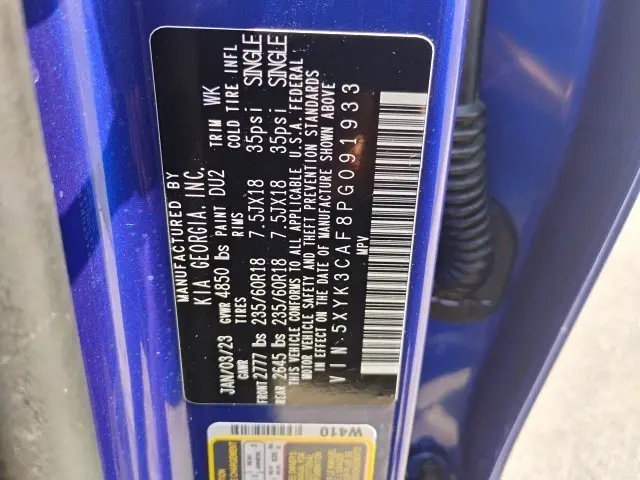 MANUFACTURED BY
KIA GEORGIA, INC.
JAN/03/23 GVWR 4850 lbs PAINT DU2 TRIM WK
GAWR TIRES RIMS COLD TIRE INFL
FRONT 2777 lbs 235/60R18 7.5JX18 35psi SINGLE
REAR 2645 lbs 235/60R18 7.5JX18 35psi SINGLE
THIS VEHICLE CONFORMS TO ALL APPLICABLE U.S.A. FEDERAL
MOTOR VEHICLE SAFETY AND THEFT PREVENTION STANDARDS
IN EFFECT ON THE DATE OF MANUFACTURE SHOWN ABOVE
VIN:5XYK3CAF8PG091933
MPV
W410